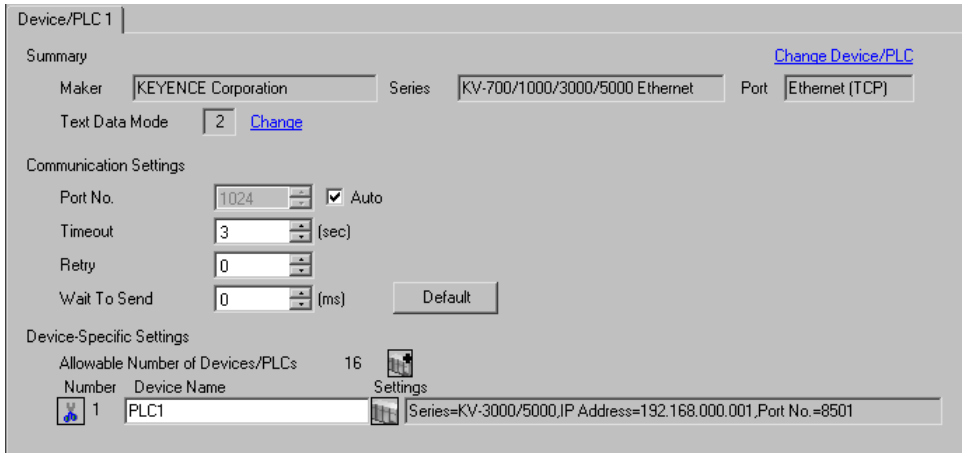 Device/PLC 1
Summary Change Device/PLC
Maker KEYENCE Corporation Series KV-700/1000/3000/5000 Ethernet Port Ethernet (TCP)
Text Data Mode 2 Change
Communication Settings
Port No. 1024 Auto
Timeout 3 (sec)
Retry 0
Wait To Send 0 (ms) Default
Device-Specific Settings
Allowable Number of Devices/PLCs 16
Number Device Name Settings
1 PLC1 Series=KV-3000/5000,IP Address=192.168.000.001,Port No.=8501